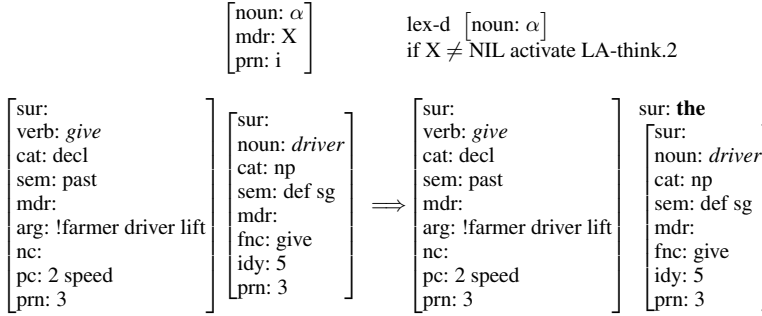 noun: α
mdr: X
prn: i
lex-d [noun: α]
if X ≠ NIL activate LA-think.2
sur:
verb: give
cat: decl
sem: past
mdr:
arg: !farmer driver lift
nc:
pc: 2 speed
prn: 3
sur:
noun: driver
cat: np
sem: def sg
mdr:
fnc: give
idy: 5
prn: 3
⟹
sur:
verb: give
cat: decl
sem: past
mdr:
arg: !farmer driver lift
nc:
pc: 2 speed
prn: 3
sur: the
sur:
noun: driver
cat: np
sem: def sg
mdr:
fnc: give
idy: 5
prn: 3